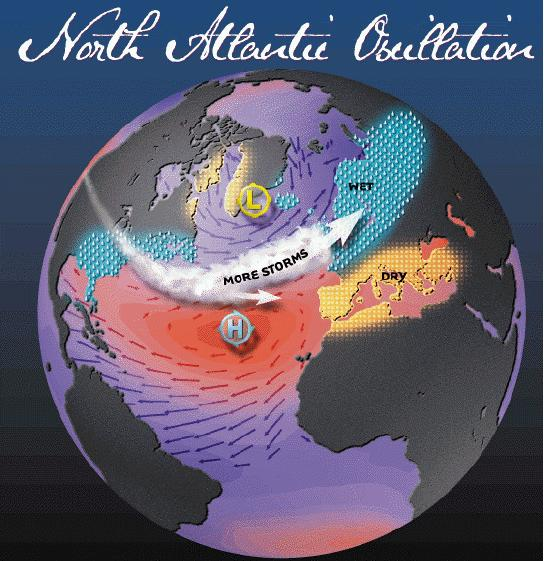 North Atlantic Oscillation
L
WET
MORE STORMS
DRY
H